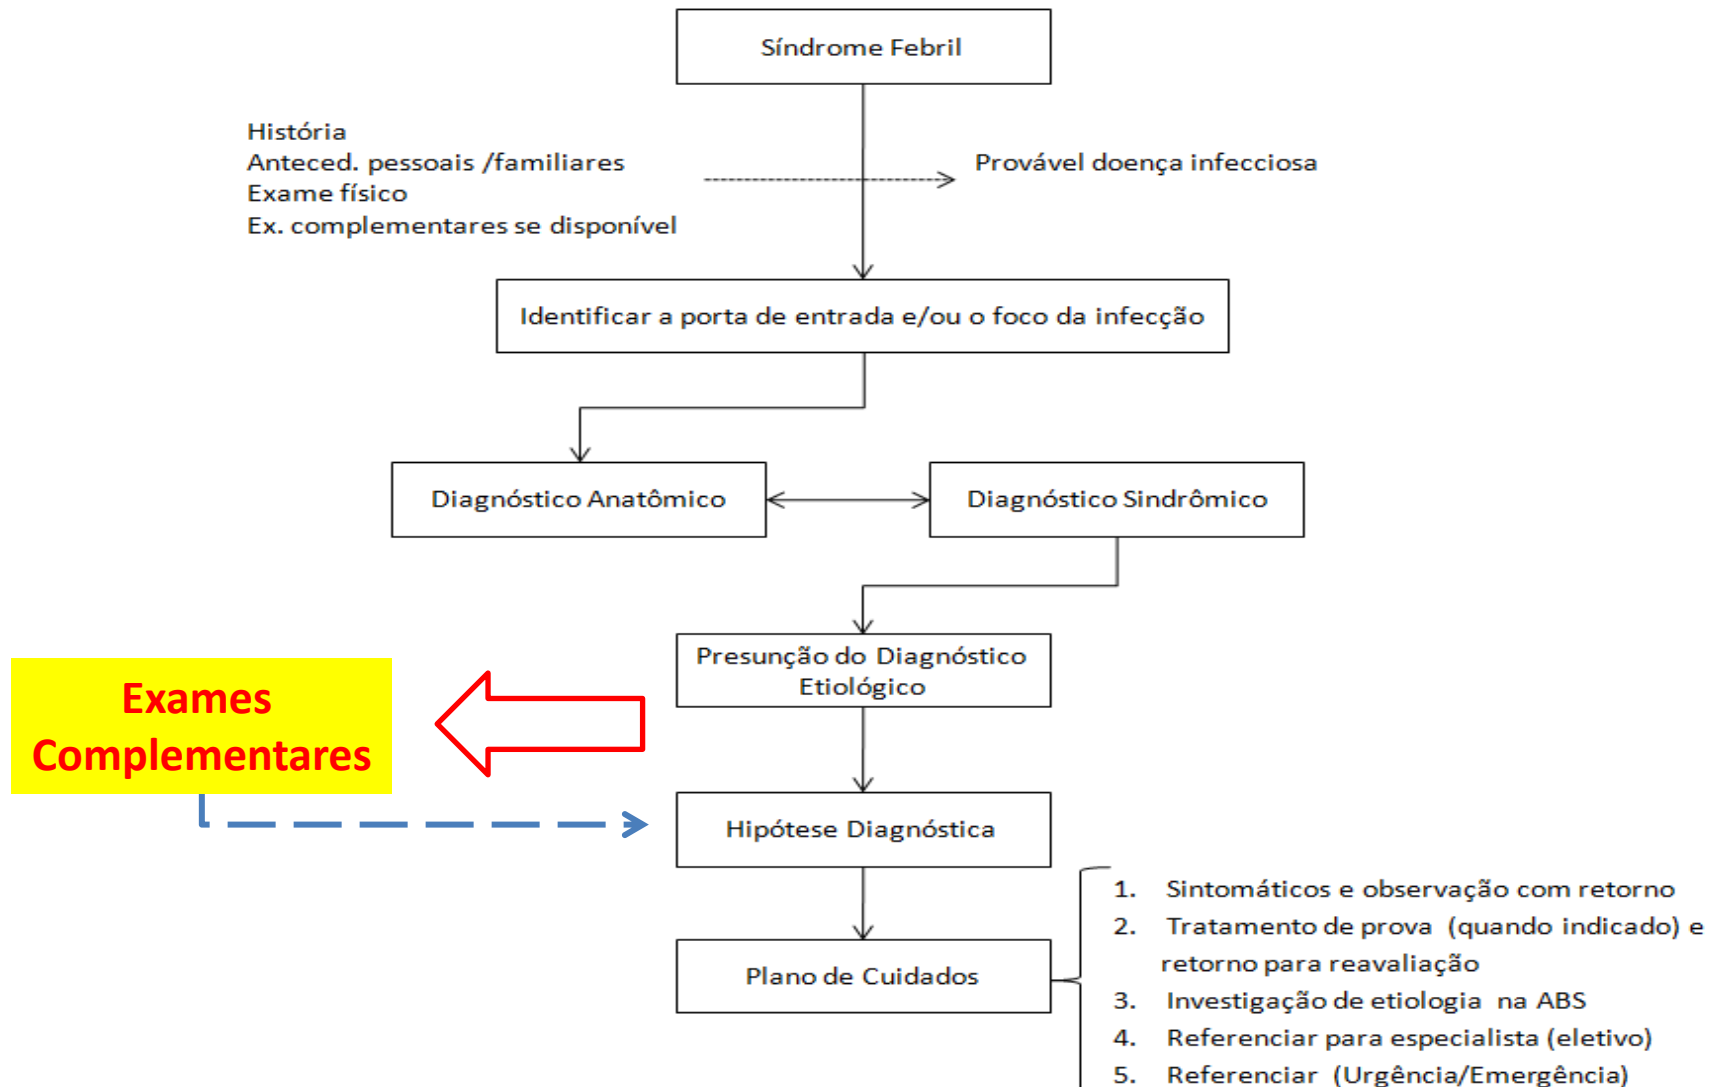 Síndrome Febril
História
Anteced. pessoais /familiares
Exame físico
Ex. complementares se disponível
Provável doença infecciosa
Identificar a porta de entrada e/ou o foco da infecção
Diagnóstico Anatômico
Diagnóstico Sindrômico
Presunção do Diagnóstico
Etiológico
Exames
Complementares
Hipótese Diagnóstica
Plano de Cuidados
1. Sintomáticos e observação com retorno
2. Tratamento de prova (quando indicado) e
retorno para reavaliação
3. Investigação de etiologia na ABS
4. Referenciar para especialista (eletivo)
5. Referenciar (Urgência/Emergência)